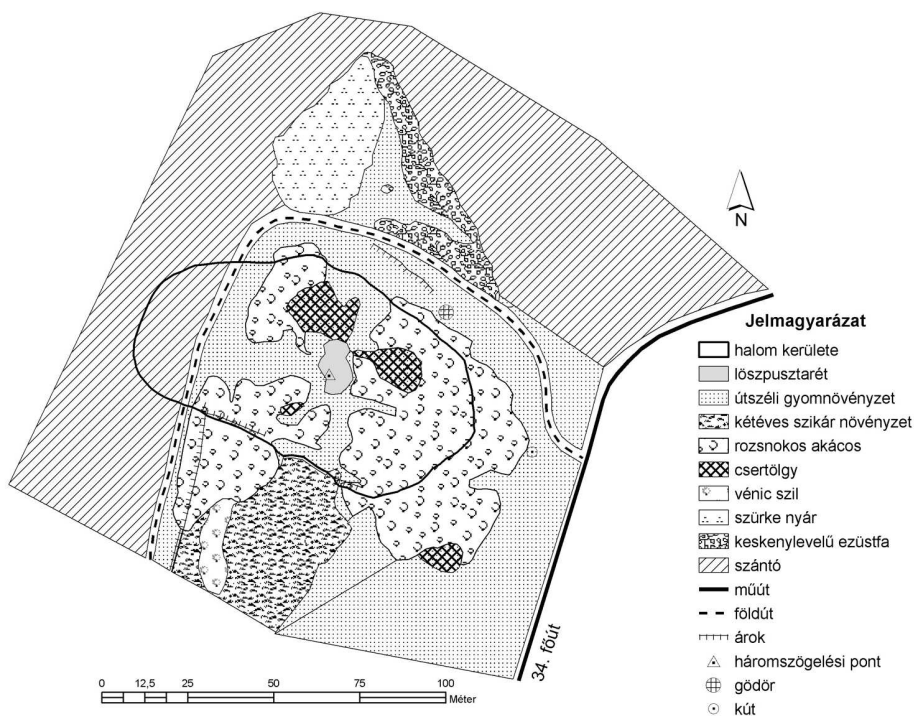 N
Jelmagyarázat
halom kerülete
löszpusztarét
útszéli gyomnövényzet
kétéves szikár növényzet
rozsnokos akácos
csertölgy
vénic szil
szürke nyár
keskenylevelű ezüstfa
szántó
műút
földút
árok
háromszögelési pont
gödör
kút
34. főút
0 12,5 25 50 75 100
Méter